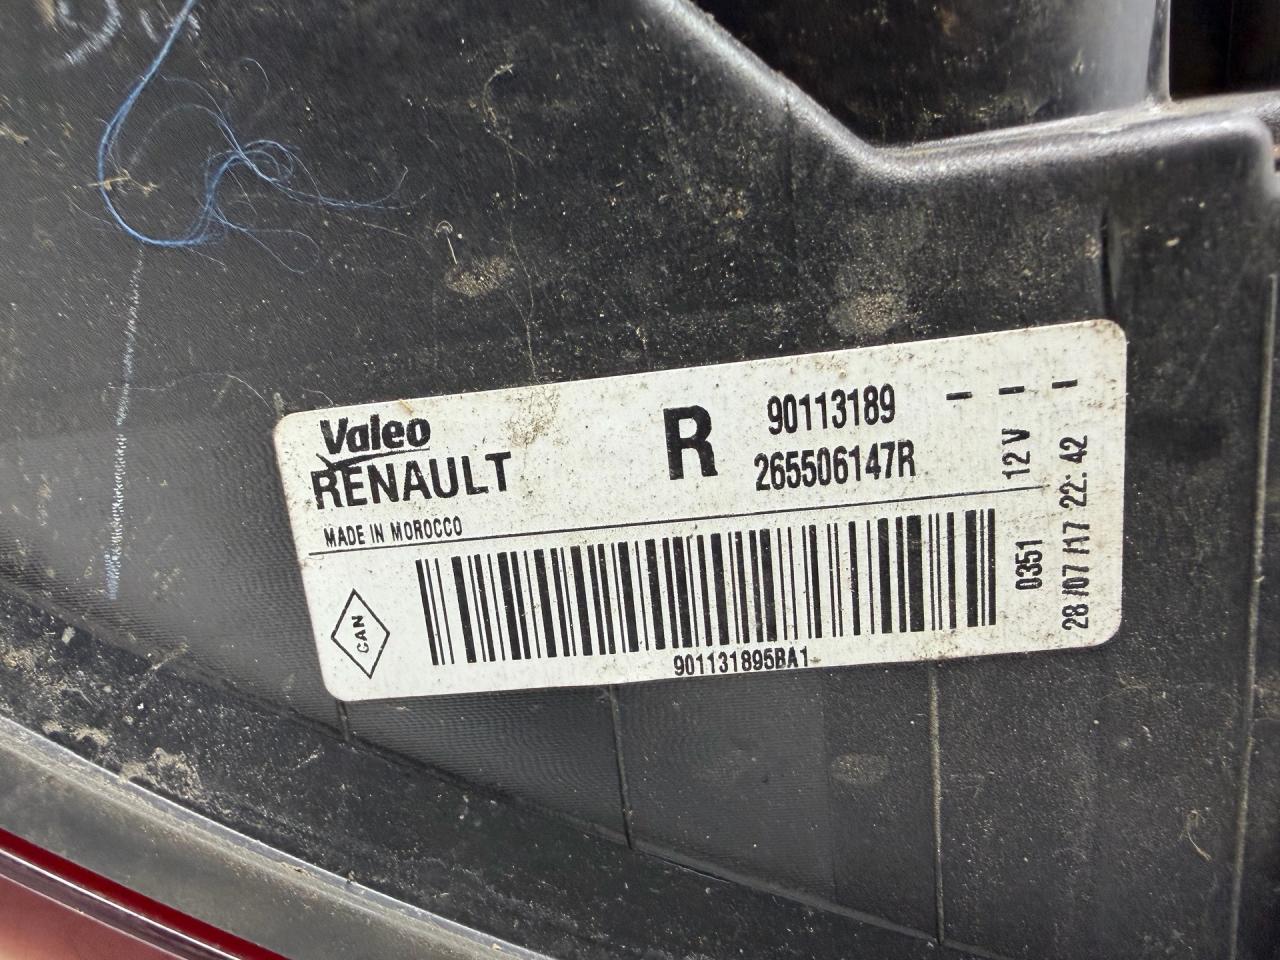 Valeo
RENAULT
MADE IN MOROCCO
R
90113189
265506147R
- - -
12 V
0351
28/07/17 22:42
CAN
901131895BA1